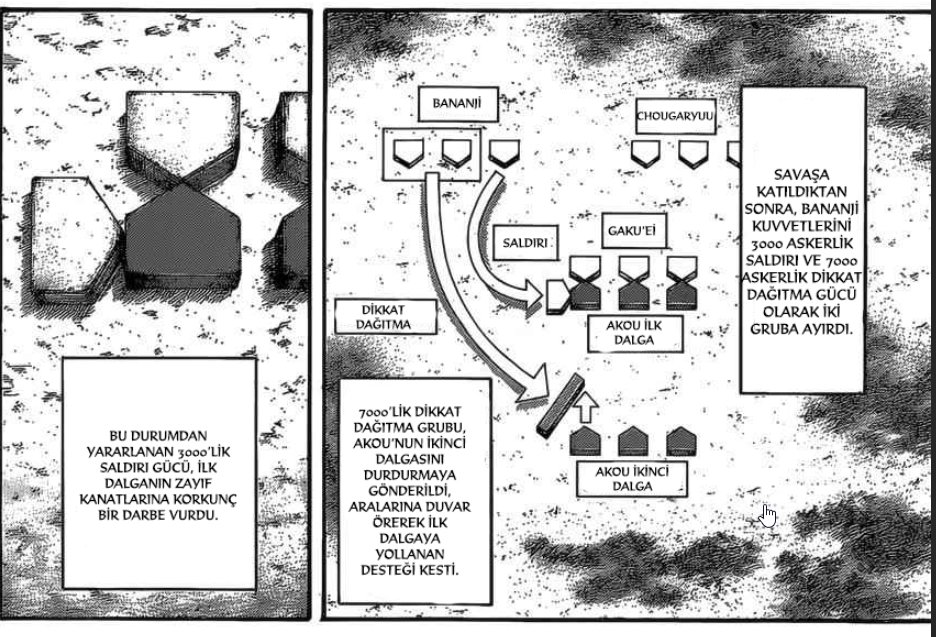 SAVAŞA
KATILDIKTAN
SONRA, BANANJİ
KUVVETLERİNİ
3000 ASKERLİK
SALDIRI VE 7000
ASKERLİK DİKKAT
DAĞITMA GÜCÜ
OLARAK İKİ
GRUBA AYIRDI.
CHOUGARYUU
BANANJİ
GAKU'Eİ
SALDIRI
AKOU İLK
DALGA
DİKKAT
DAĞITMA
AKOU İKİNCİ
DALGA
7000'LİK DİKKAT
DAĞITMA GRUBU,
AKOU'NUN İKİNCİ
DALGASINI
DURDURMAYA
GÖNDERİLDİ,
ARALARINA DUVAR
ÖREREK İLK
DALGAYA
YOLLANAN
DESTEĞİ KESTİ.
BU DURUMDAN
YARARLANAN 3000'LİK
SALDIRI GÜCÜ, İLK
DALGANIN ZAYIF
KANATLARINA KORKUNÇ
BİR DARBE VURDU.